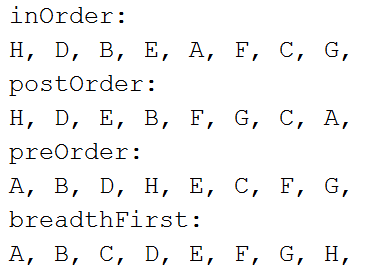 inOrder:
H, D, B, E, A, F, C, G,
postOrder:
H, D, E, B, F, G, C, A,
preOrder:
A, B, D, H, E, C, F, G,
breadthFirst:
A, B, C, D, E, F, G, H,